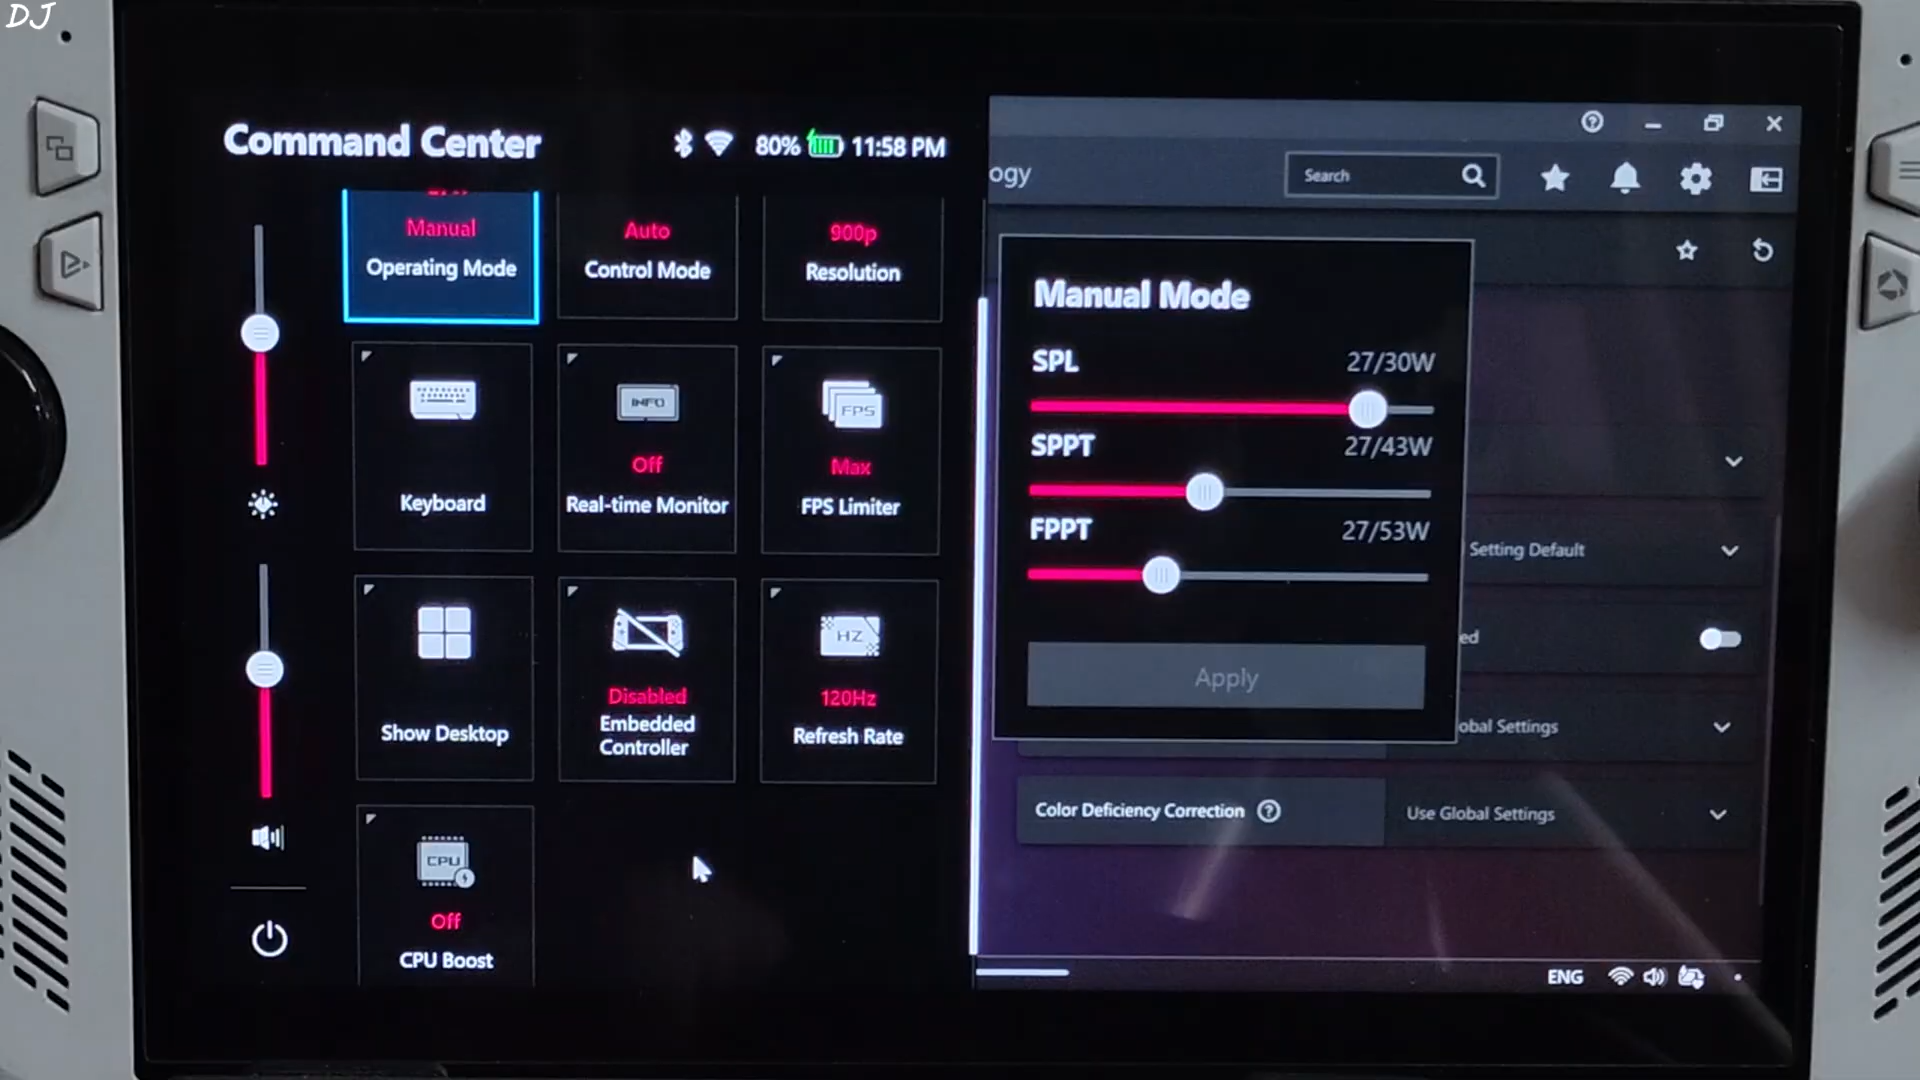 DJ
Command Center
80%
11:58 PM
Manual
Operating Mode
Auto
Control Mode
900p
Resolution
Keyboard
INFO
Off
Real-time Monitor
FPS
Max
FPS Limiter
Show Desktop
Disabled
Embedded
Controller
HZ
120Hz
Refresh Rate
CPU
Off
CPU Boost
ogy
Search
Manual Mode
SPL 27/30W
SPPT 27/43W
FPPT 27/53W
Apply
Setting Default
ed
obal Settings
Color Deficiency Correction
Use Global Settings
ENG